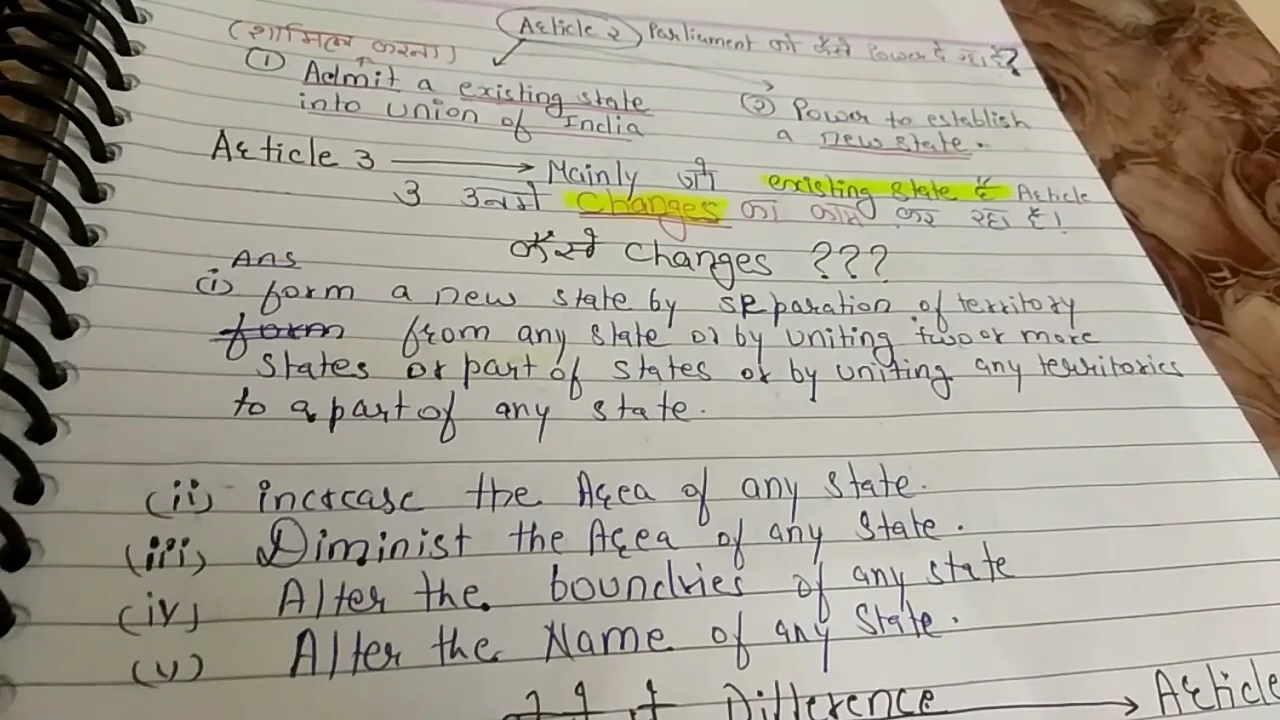 (शामिल करना) Article 2 Parliament को कैसे Power दे रहा है?
① Admit a existing state
into union of India
② Power to establish
a new state.
Article 3 → Mainly जो existing state है Article
3 उनमें Changes का काम कर रहा है।
कैसे Changes ???
Ans
(i) form a new state by separation of territory
form from any state or by uniting two or more
states or part of states or by uniting any territories
to a part of any state.
(ii) increase the Area of any state.
(iii) Diminist the Area of any State.
(iv) Alter the boundries of any state
(v) Alter the Name of any State.
Difference → Article